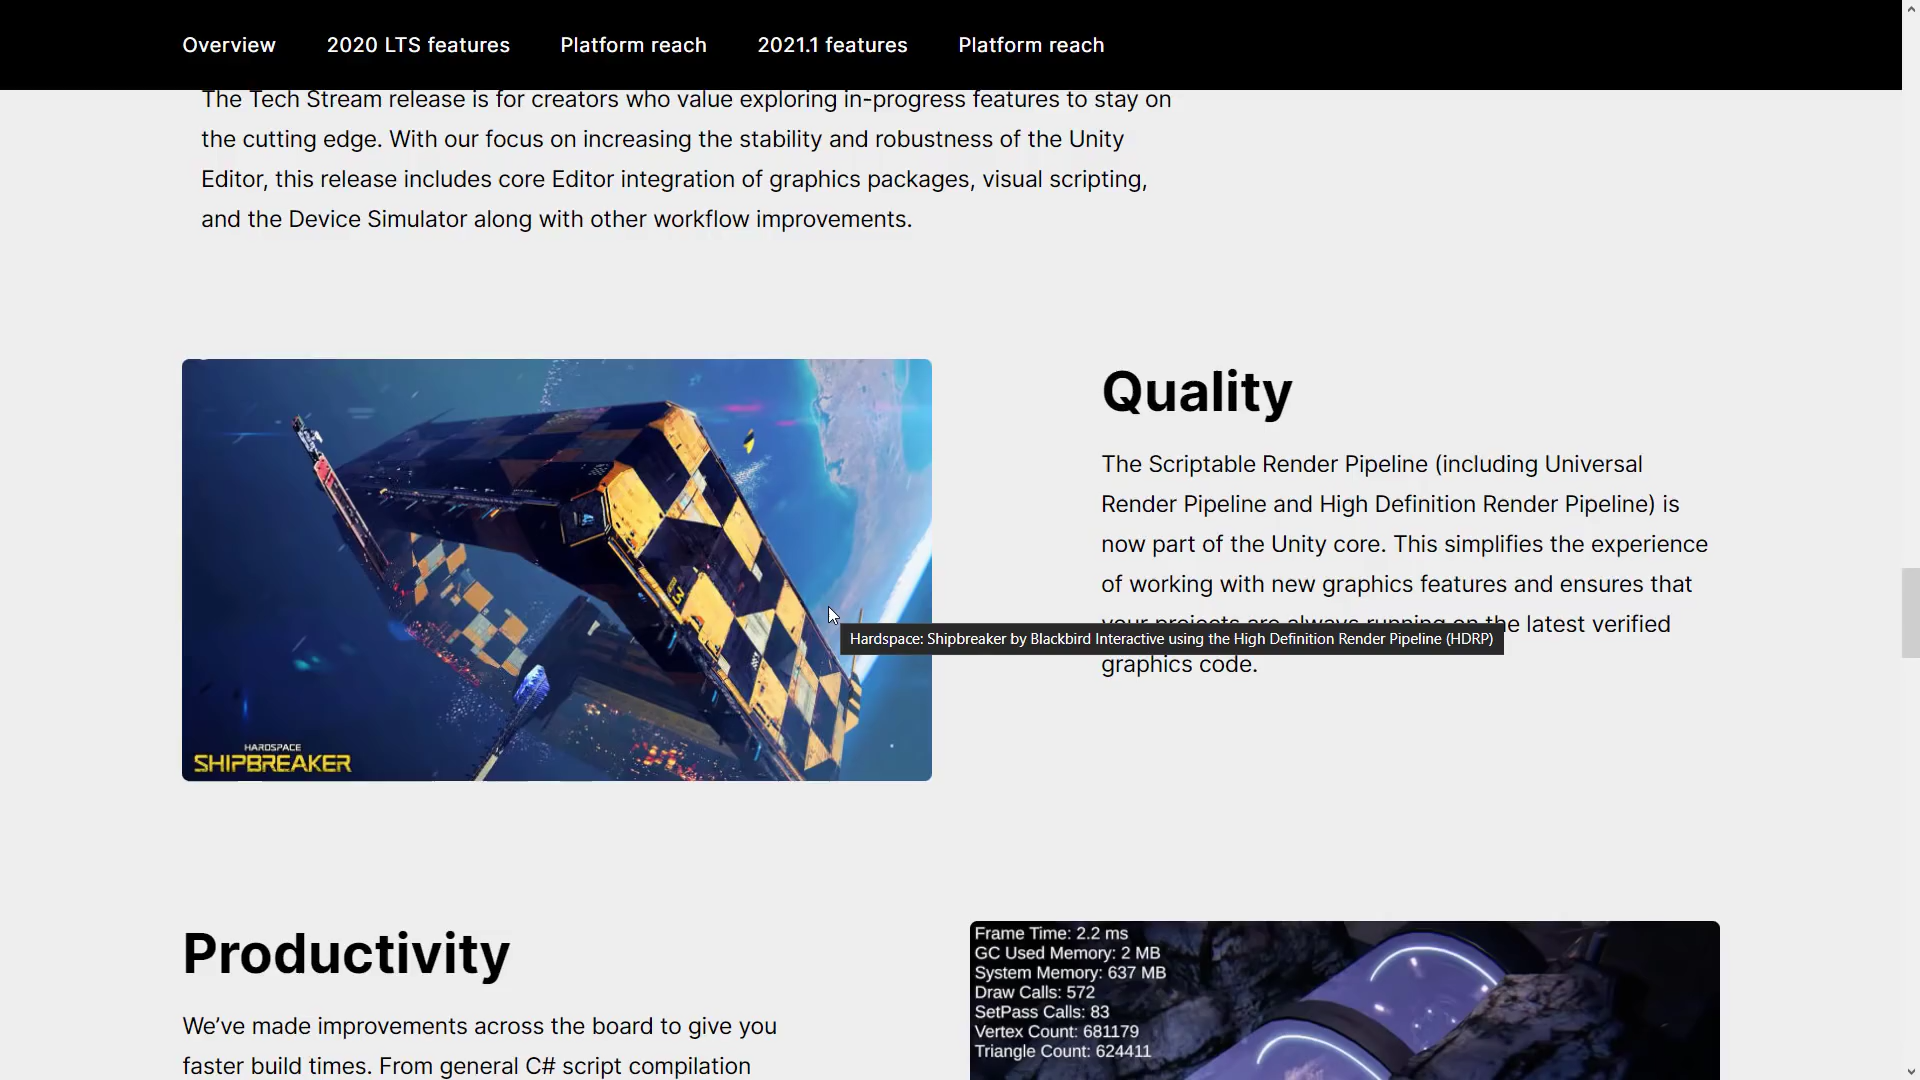 Overview 2020 LTS features Platform reach 2021.1 features Platform reach
The Tech Stream release is for creators who value exploring in-progress features to stay on
the cutting edge. With our focus on increasing the stability and robustness of the Unity
Editor, this release includes core Editor integration of graphics packages, visual scripting,
and the Device Simulator along with other workflow improvements.
HARDSPACE
SHIPBREAKER
Quality
The Scriptable Render Pipeline (including Universal
Render Pipeline and High Definition Render Pipeline) is
now part of the Unity core. This simplifies the experience
of working with new graphics features and ensures that
your projects are always running on the latest verified
Hardspace: Shipbreaker by Blackbird Interactive using the High Definition Render Pipeline (HDRP)
graphics code.
Productivity
We’ve made improvements across the board to give you
faster build times. From general C# script compilation
Frame Time: 2.2 ms
GC Used Memory: 2 MB
System Memory: 637 MB
Draw Calls: 572
SetPass Calls: 83
Vertex Count: 681179
Triangle Count: 624411